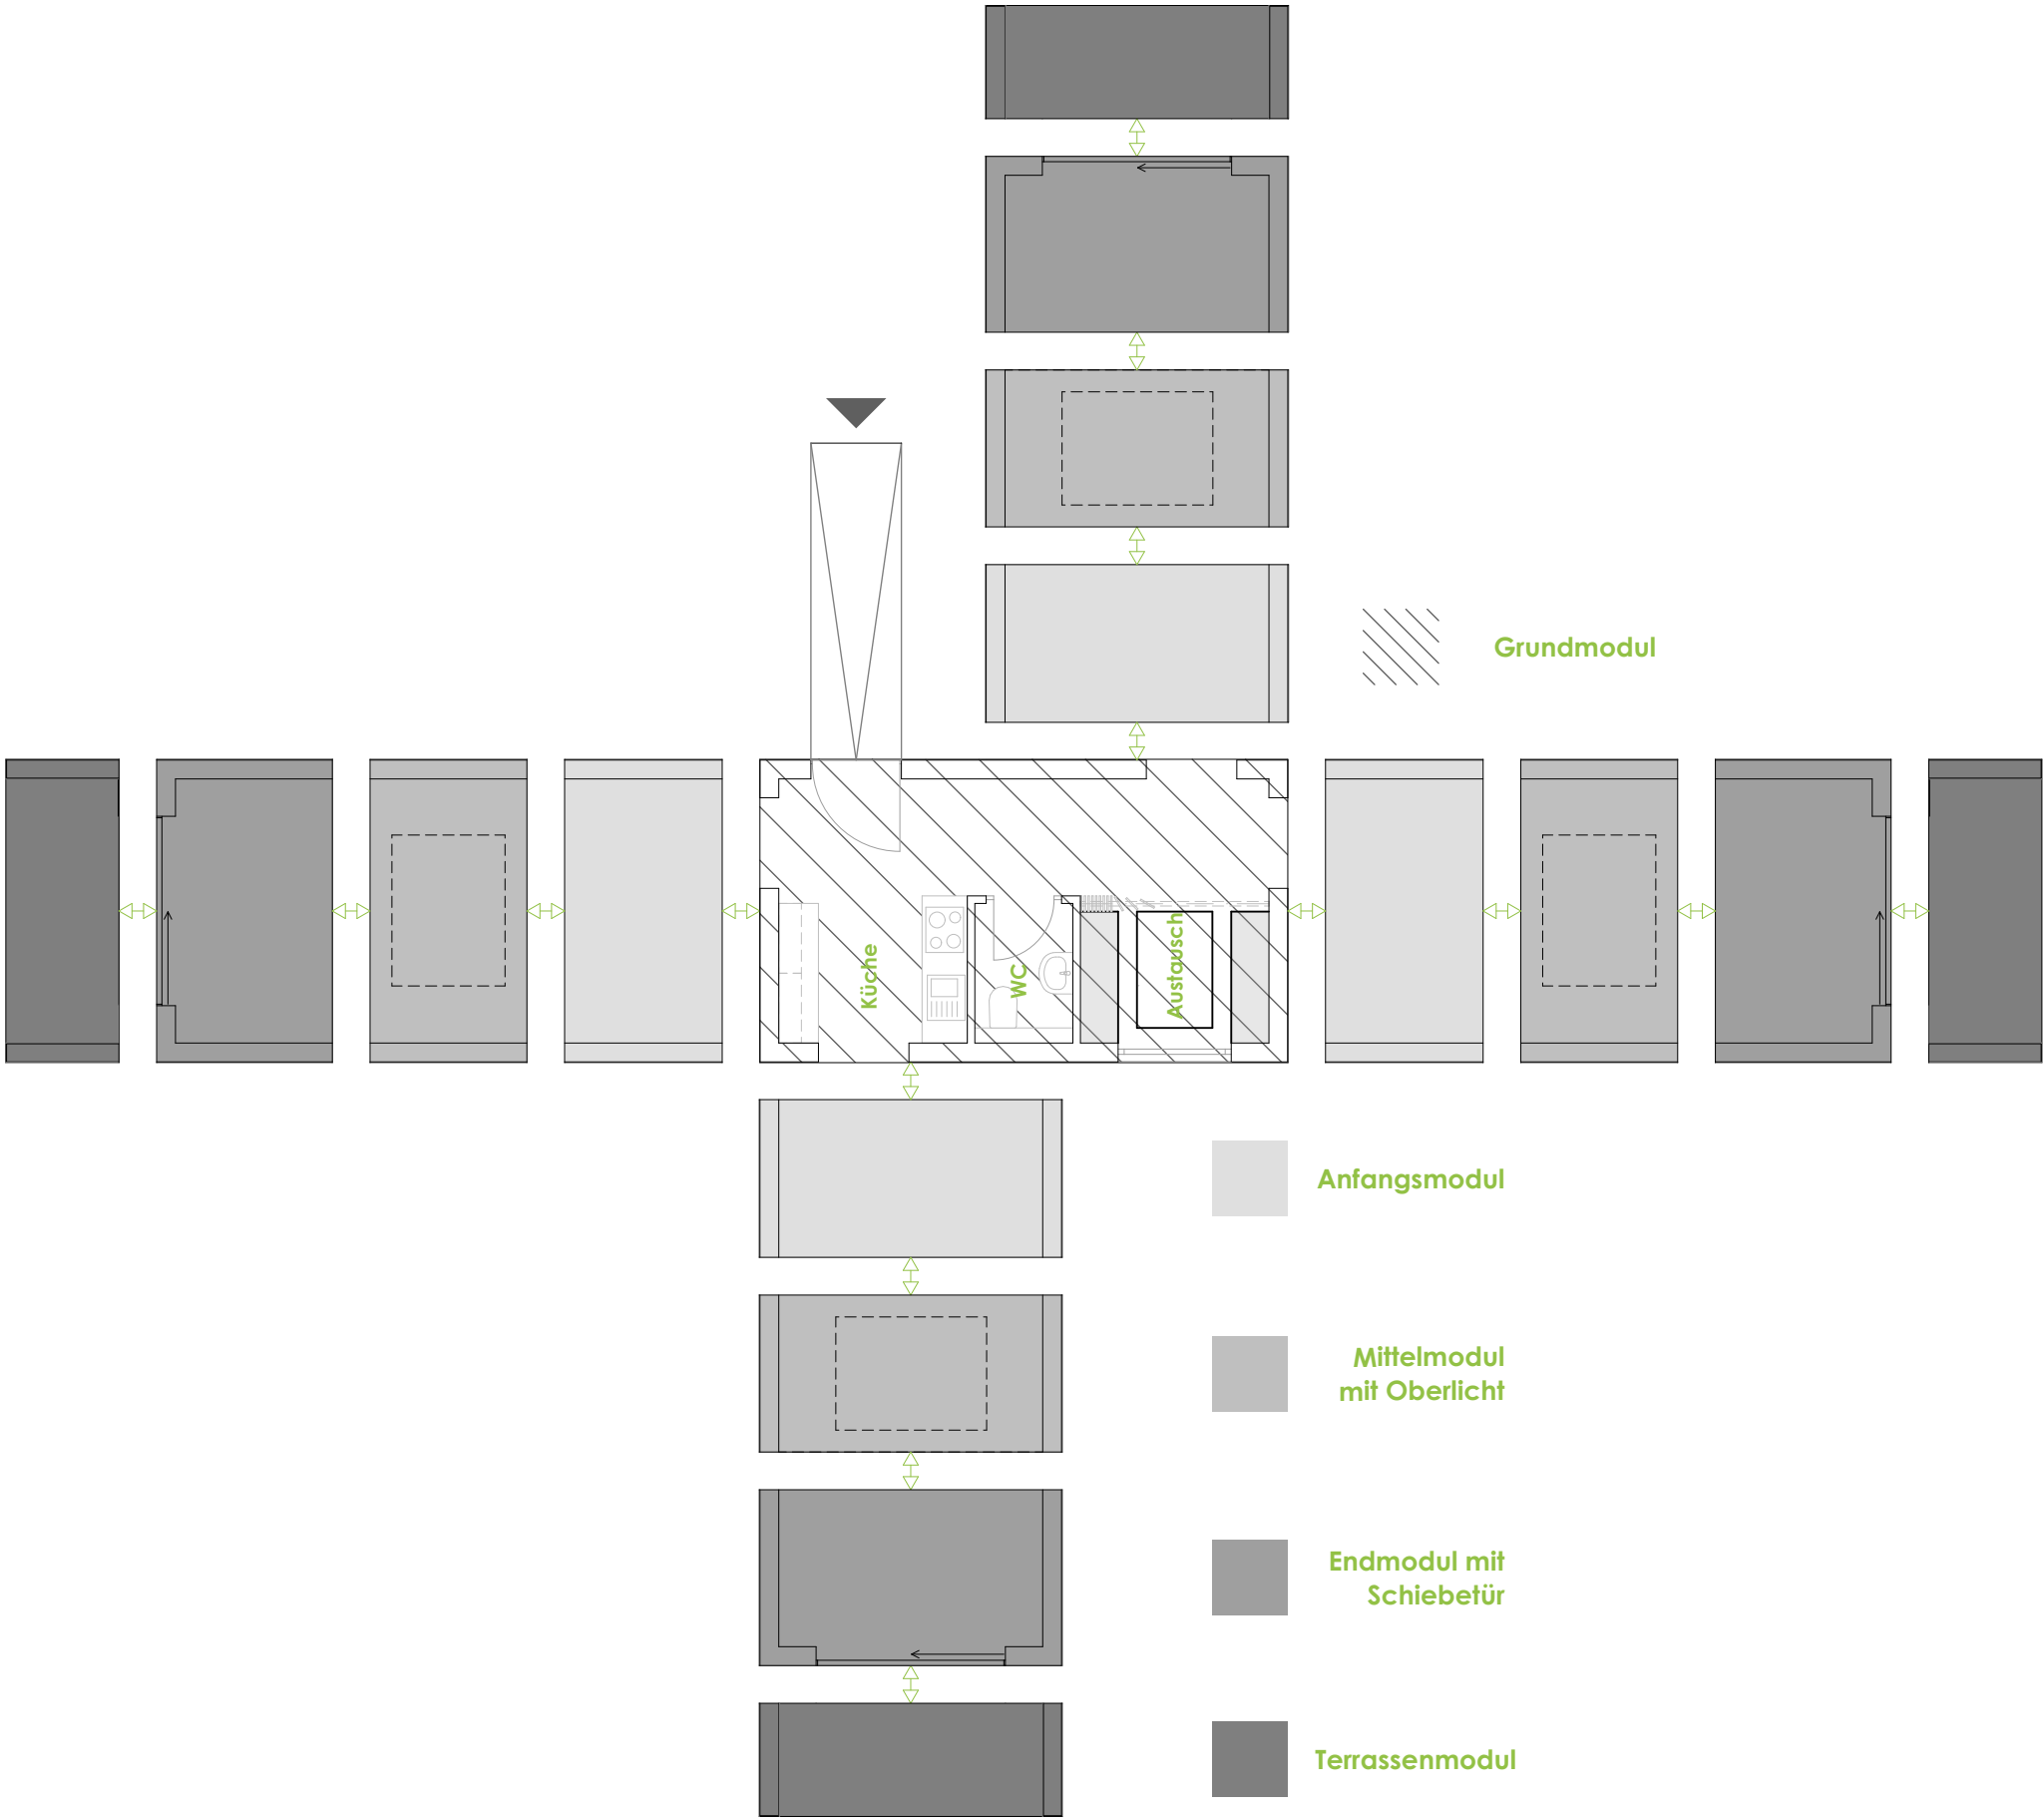 Grundmodul
Küche
WC
Austausch
Anfangsmodul
Mittelmodul
mit Oberlicht
Endmodul mit
Schiebetür
Terrassenmodul